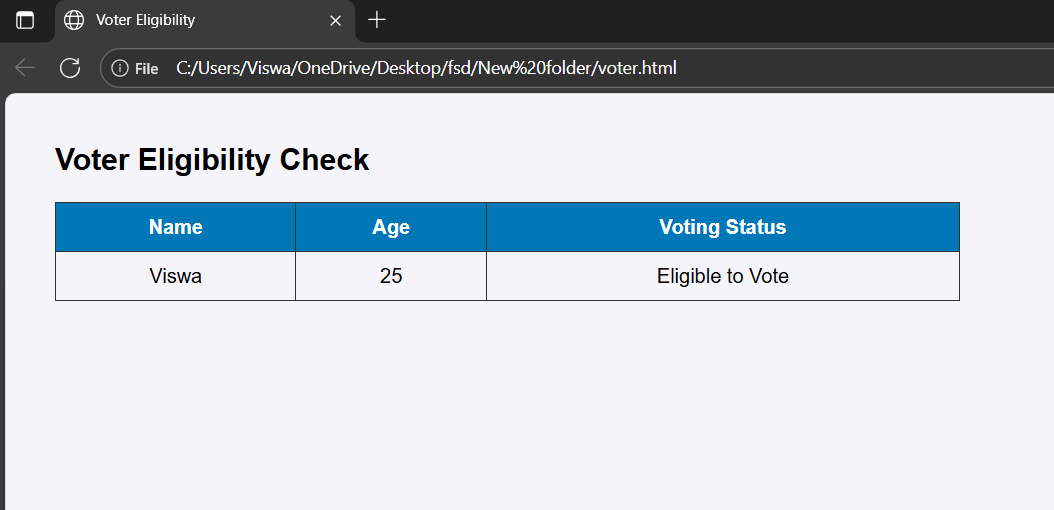 Voter Eligibility
File C:/Users/Viswa/OneDrive/Desktop/fsd/New%20folder/voter.html
Voter Eligibility Check
Name Age Voting Status
Viswa 25 Eligible to Vote